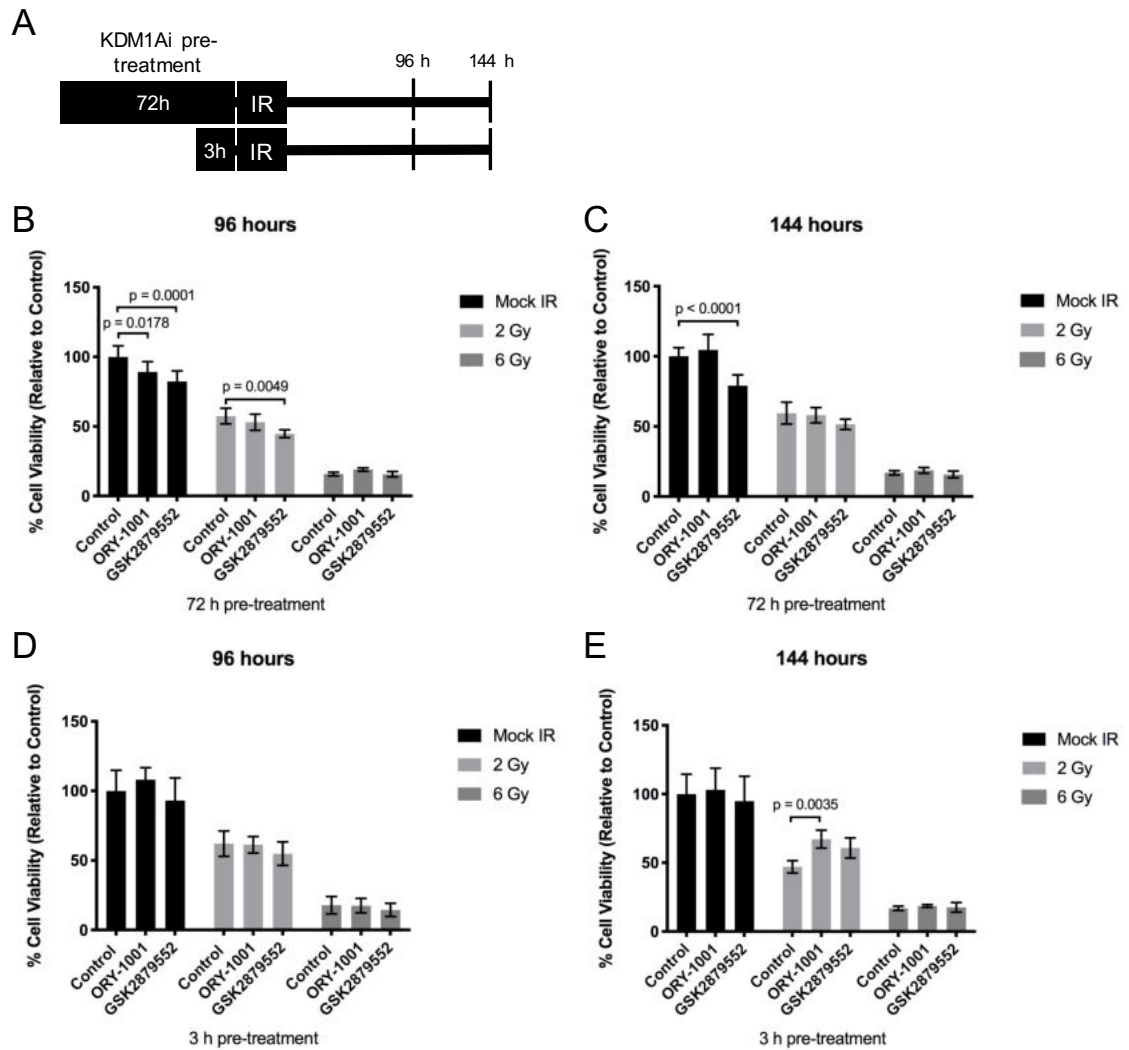 A
KDM1Ai pre-
treatment
96 h
144 h
72h
IR
3h
IR
B
96 hours
% Cell Viability (Relative to Control)
150
100
50
0
p = 0.0001
p = 0.0178
p = 0.0049
Mock IR
2 Gy
6 Gy
Control
ORY-1001
GSK2879552
Control
ORY-1001
GSK2879552
Control
ORY-1001
GSK2879552
72 h pre-treatment
C
144 hours
% Cell Viability (Relative to Control)
150
100
50
0
p < 0.0001
Mock IR
2 Gy
6 Gy
Control
ORY-1001
GSK2879552
Control
ORY-1001
GSK2879552
Control
ORY-1001
GSK2879552
72 h pre-treatment
D
96 hours
% Cell Viability (Relative to Control)
150
100
50
0
Mock IR
2 Gy
6 Gy
Control
ORY-1001
GSK2879552
Control
ORY-1001
GSK2879552
Control
ORY-1001
GSK2879552
3 h pre-treatment
E
144 hours
% Cell Viability (Relative to Control)
150
100
50
0
p = 0.0035
Mock IR
2 Gy
6 Gy
Control
ORY-1001
GSK2879552
Control
ORY-1001
GSK2879552
Control
ORY-1001
GSK2879552
3 h pre-treatment